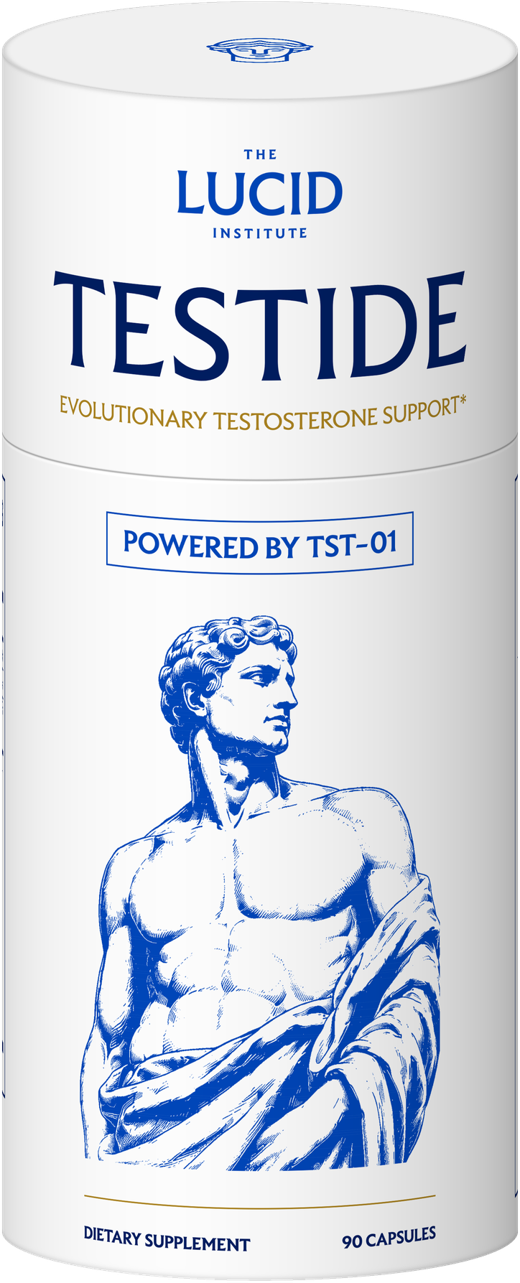 THE
LUCID
INSTITUTE
TESTIDE
EVOLUTIONARY TESTOSTERONE SUPPORT*
POWERED BY TST-01
DIETARY SUPPLEMENT
90 CAPSULES